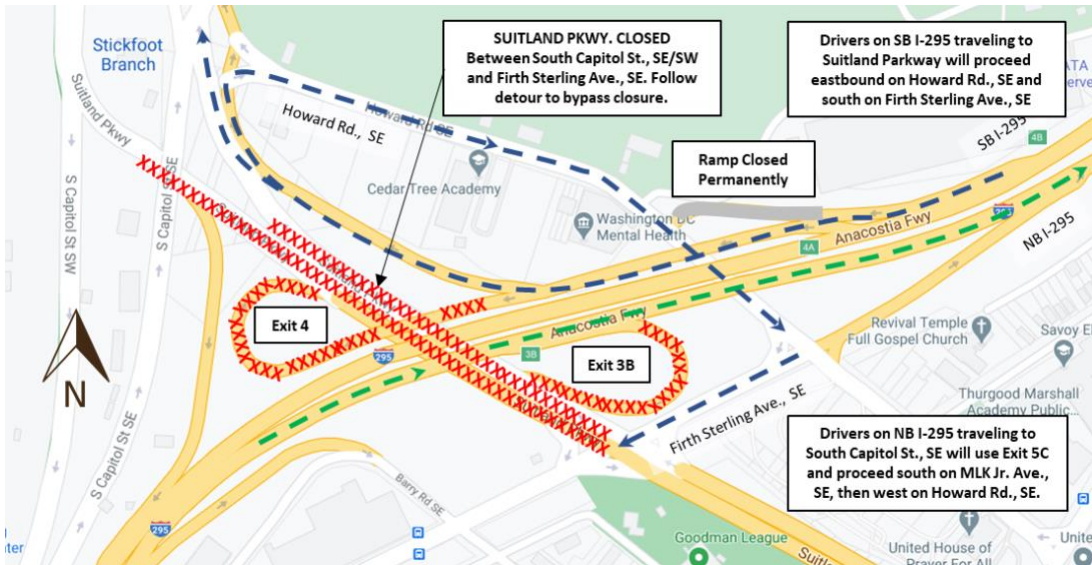 Stickfoot
Branch
SUITLAND PKWY. CLOSED
Between South Capitol St., SE/SW
and Firth Sterling Ave., SE. Follow
detour to bypass closure.
Drivers on SB I-295 traveling to
Suitland Parkway will proceed
eastbound on Howard Rd., SE and
south on Firth Sterling Ave., SE
Suitland Pkwy
Howard Rd SE
Howard Rd., SE
Cedar Tree Academy
Ramp Closed
Permanently
SB I-295
4B
Washington DC
Mental Health
4A
Anacostia Fwy
NB I-295
S Capitol St SW
S Capitol St SE
Exit 4
Anacostia Fwy
295
3B
Exit 3B
Revival Temple
Full Gospel Church
Savoy El
N
Firth Sterling Ave., SE
Thurgood Marshall
Academy Public...
Drivers on NB I-295 traveling to
South Capitol St., SE will use Exit 5C
and proceed south on MLK Jr. Ave.,
SE, then west on Howard Rd., SE.
S Capitol St SE
Barry Rd SE
295
Goodman League
United House of
Prayer For All
United